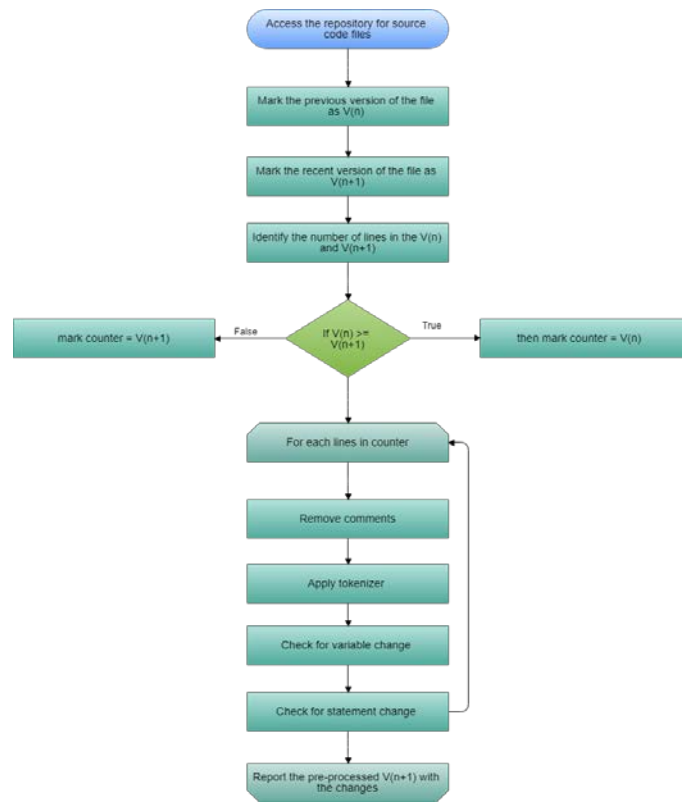 Access the repository for source
code files
Mark the previous version of the file
as V(n)
Mark the recent version of the file as
V(n+1)
Identify the number of lines in the V(n)
and V(n+1)
If V(n) >=
V(n+1)
False
True
mark counter = V(n+1)
then mark counter = V(n)
For each lines in counter
Remove comments
Apply tokenizer
Check for variable change
Check for statement change
Report the pre-processed V(n+1) with
the changes